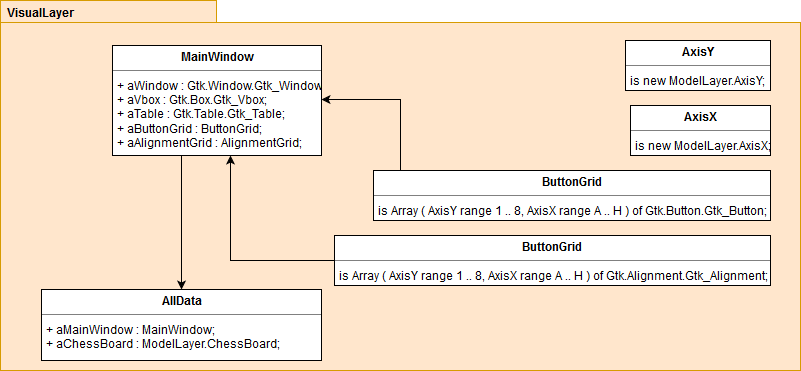 VisualLayer
MainWindow
+ aWindow : Gtk.Window.Gtk_Window
+ aVbox : Gtk.Box.Gtk_Vbox;
+ aTable : Gtk.Table.Gtk_Table;
+ aButtonGrid : ButtonGrid;
+ aAlignmentGrid : AlignmentGrid;
AxisY
is new ModelLayer.AxisY;
AxisX
is new ModelLayer.AxisX;
ButtonGrid
is Array ( AxisY range 1 .. 8, AxisX range A .. H ) of Gtk.Button.Gtk_Button;
ButtonGrid
is Array ( AxisY range 1 .. 8, AxisX range A .. H ) of Gtk.Alignment.Gtk_Alignment;
AllData
+ aMainWindow : MainWindow;
+ aChessBoard : ModelLayer.ChessBoard;